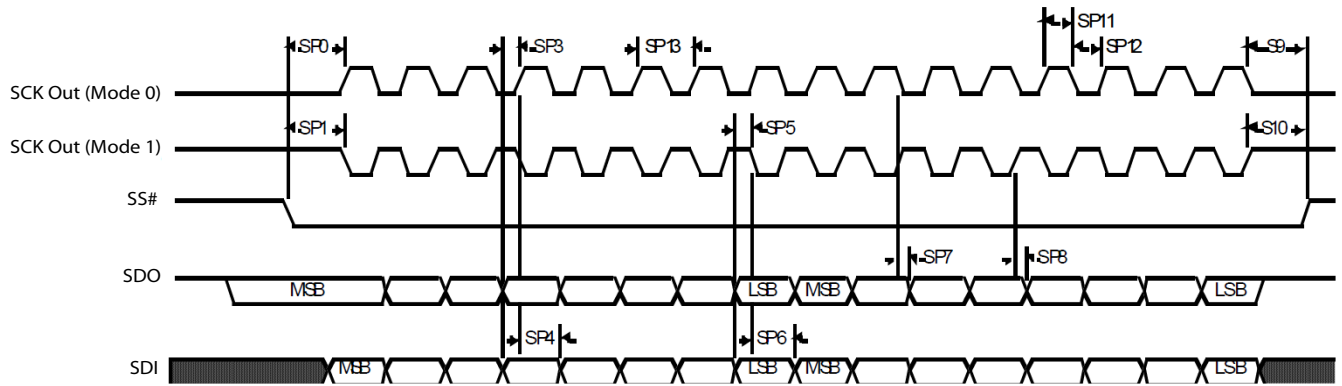 SP11
SP0 SP3 SP13 SP12 S9
SCK Out (Mode 0)
SP1 SP5 S10
SCK Out (Mode 1)
SS#
SP7 SP8
SDO MSB LSB MSB LSB
SP4 SP6
SDI MSB LSB MSB LSB